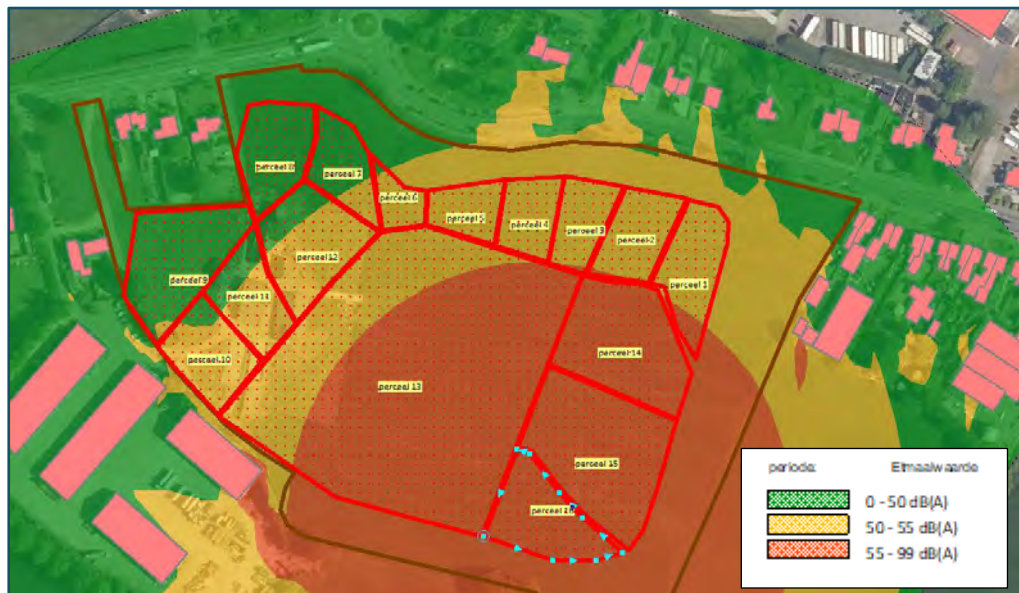 perceel 8
perceel 7
perceel 6
perceel 5
perceel 4
perceel 3
perceel 2
perceel 1
perceel 9
perceel 12
perceel 11
perceel 10
perceel 13
perceel 14
perceel 15
perceel 16
periode: Etmaalwaarde
0 - 50 dB(A)
50 - 55 dB(A)
55 - 99 dB(A)